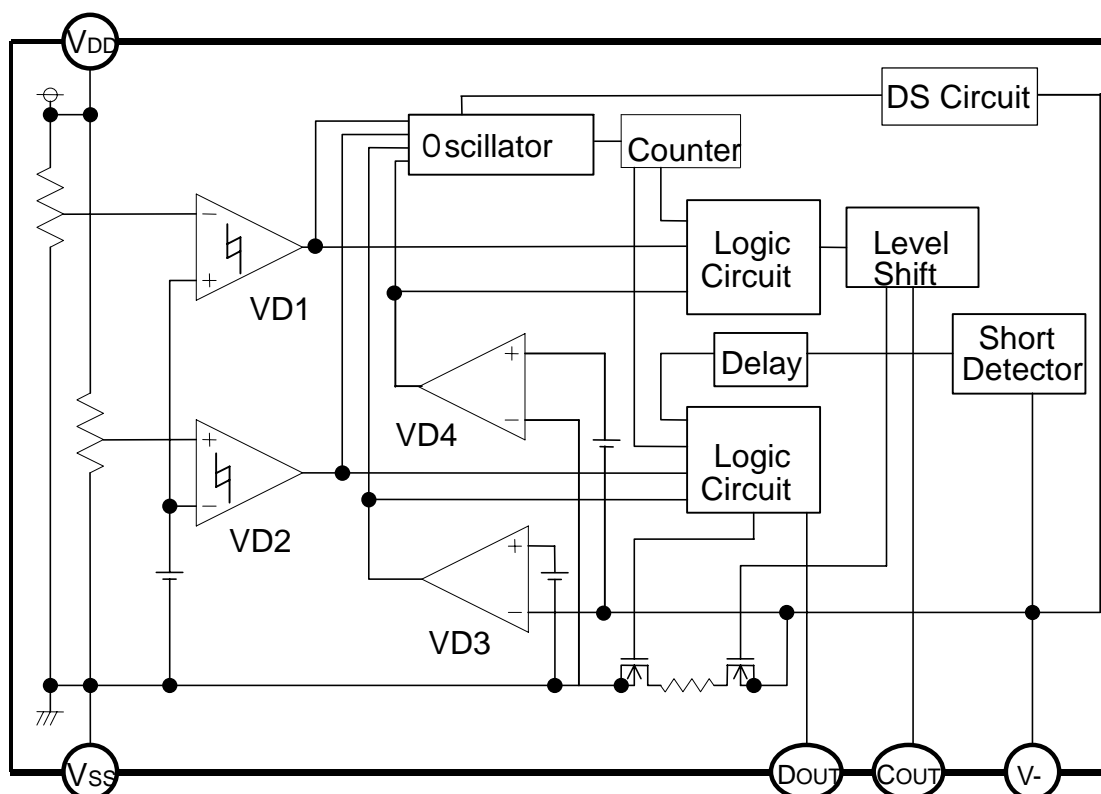 VDD
DS Circuit
Oscillator
Counter
Logic
Circuit
Level
Shift
VD1
Short
Detector
Delay
VD4
Logic
Circuit
VD2
VD3
VSS
DOUT
COUT
V-